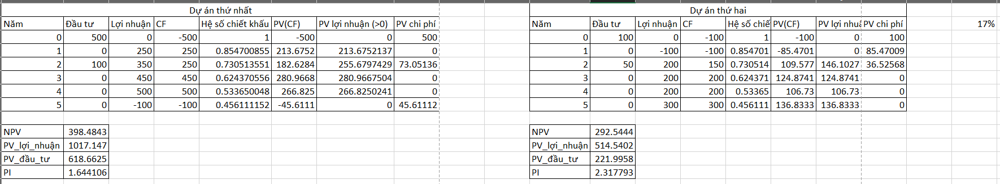 Dự án thứ nhất Dự án thứ hai
Năm Đầu tư Lợi nhuận CF Hệ số chiết khấu PV(CF) PV lợi nhuận (>0) PV chi phí Năm Đầu tư Lợi nhuận CF Hệ số chiế PV(CF) PV lợi nhuậ PV chi phí 17%
0 500 0 -500 1 -500 0 500 0 100 0 -100 1 -100 0 100
1 0 250 250 0.854700855 213.6752 213.6752137 0 1 0 -100 -100 0.854701 -85.4701 0 85.47009
2 100 350 250 0.730513551 182.6284 255.6797429 73.05136 2 50 200 150 0.730514 109.577 146.1027 36.52568
3 0 450 450 0.624370556 280.9668 280.9667504 0 3 0 200 200 0.624371 124.8741 124.8741 0
4 0 500 500 0.533650048 266.825 266.8250241 0 4 0 200 200 0.53365 106.73 106.73 0
5 0 -100 -100 0.456111152 -45.6111 0 45.61112 5 0 300 300 0.456111 136.8333 136.8333 0
NPV 398.4843 NPV 292.5444
PV_lợi_nhuận 1017.147 PV_lợi_nhuận 514.5402
PV_đầu_tư 618.6625 PV_đầu_tư 221.9958
PI 1.644106 PI 2.317793